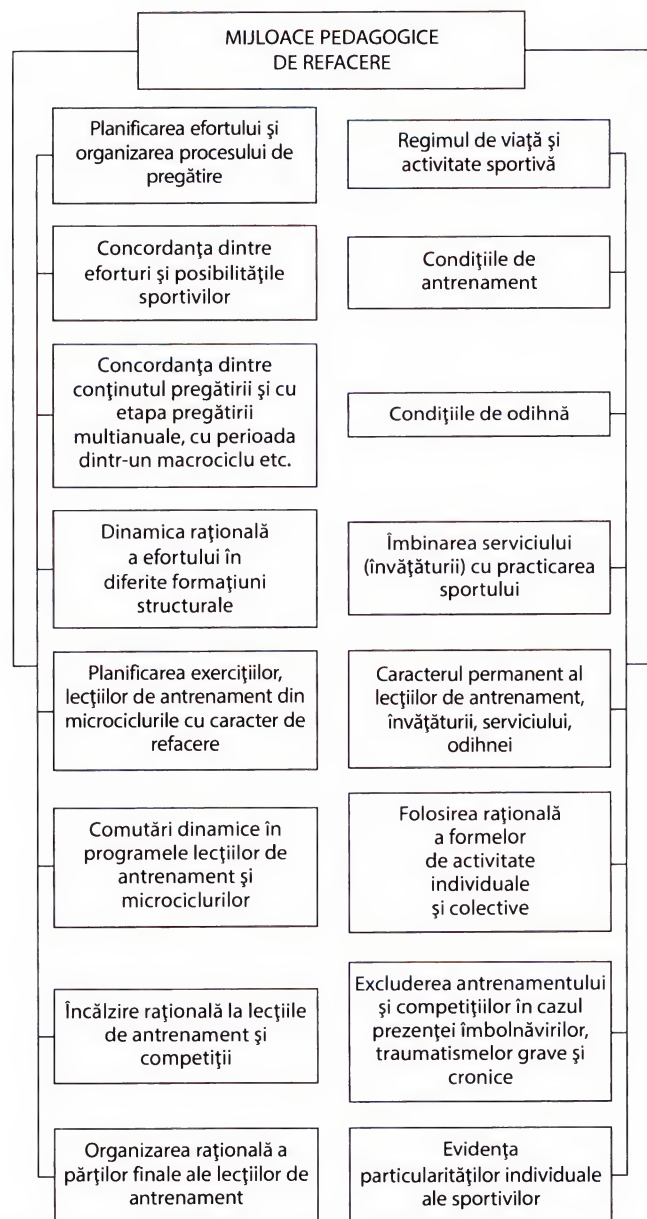 MIJLOACE PEDAGOGICE
DE REFACERE
Planificarea efortului şi
organizarea procesului de
pregătire
Concordanţa dintre
eforturi şi posibilităţile
sportivilor
Concordanţa dintre
conţinutul pregătirii şi cu
etapa pregătirii
multianuale, cu perioada
dintr-un macrociclu etc.
Dinamica raţională
a efortului în
diferite formaţiuni
structurale
Planificarea exerciţiilor,
lecţiilor de antrenament din
microciclurile cu caracter de
refacere
Comutări dinamice în
programele lecţiilor de
antrenament şi
microciclurilor
Încălzire raţională la lecţiile
de antrenament şi
competiţii
Organizarea raţională a
părţilor finale ale lecţiilor de
antrenament
Regimul de viaţă şi
activitate sportivă
Condiţiile de
antrenament
Condiţiile de odihnă
Îmbinarea serviciului
(învăţăturii) cu practicarea
sportului
Caracterul permanent al
lecţiilor de antrenament,
învăţăturii, serviciului,
odihnei
Folosirea raţională
a formelor
de activitate
individuale
şi colective
Excluderea antrenamentului
şi competiţiilor în cazul
prezenţei îmbolnăvirilor,
traumatismelor grave şi
cronice
Evidenţa
particularităţilor individuale
ale sportivilor